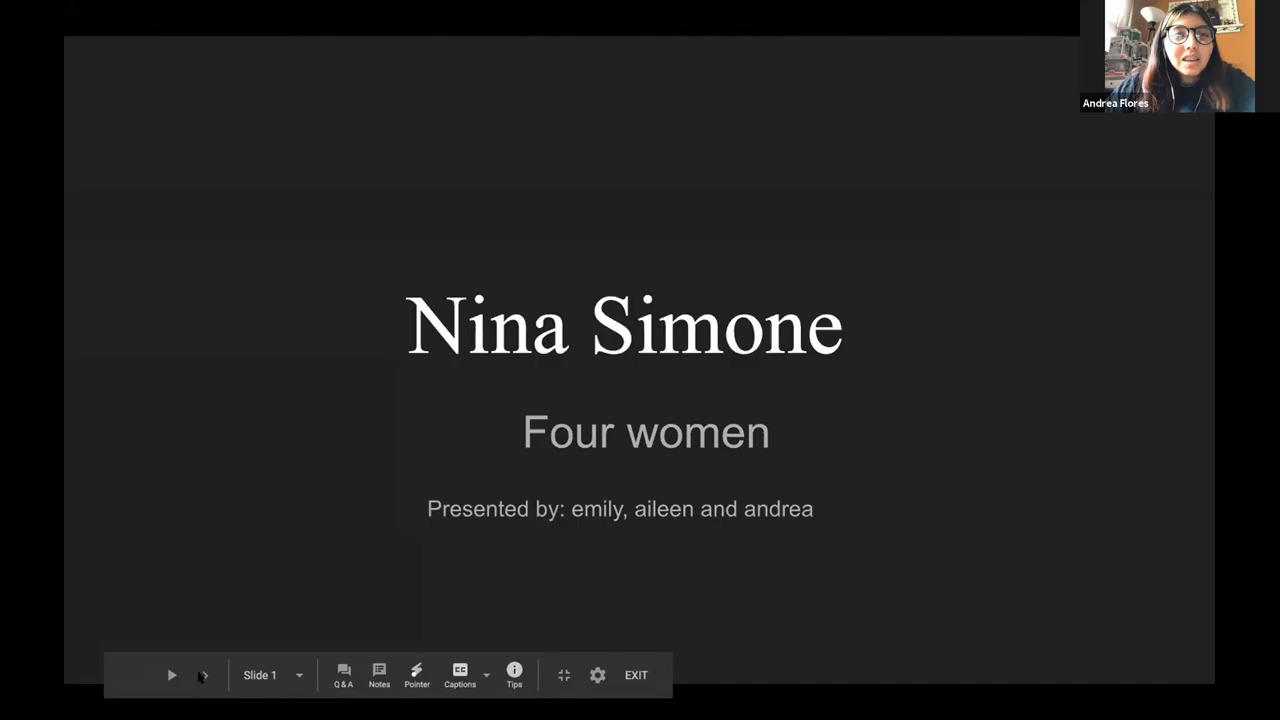 Andrea Flores
Nina Simone
Four women
Presented by: emily, aileen and andrea
Slide 1
Q & A
Notes
Pointer
CC
Captions
Tips
EXIT